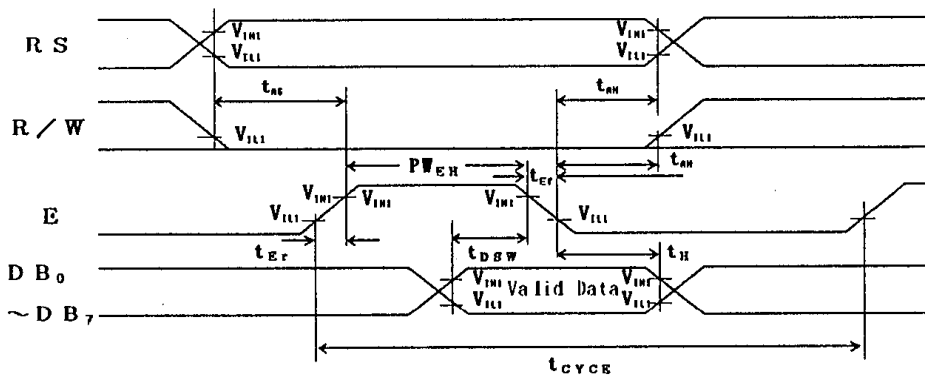 RS
VIH1
VIL1
VIH1
VIL1
tAS
tAH
R/W
VIL1
VIL1
PWEH
tAH
tEf
E
VIL1
VIH1
VIH1
VIH1
VIL1
VIL1
tEr
tDSW
tH
DB0
~DB7
VIH1
VIL1
Valid Data
VIH1
VIL1
tCYCE